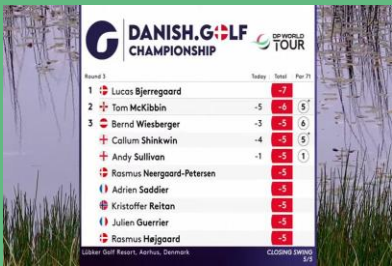 DANISH.GOLF
CHAMPIONSHIP
DP WORLD
TOUR
Round 3 Today Total Par 71
1 Lucas Bjerregaard -7
2 Tom McKibbin -5 -6 5*
3 Bernd Wiesberger -3 -5 6
Callum Shinkwin -4 -5 5*
Andy Sullivan -1 -5 1
Rasmus Neergaard-Petersen -5
Adrien Saddier -5
Kristoffer Reitan -5
Julien Guerrier -5
Rasmus Højgaard -5
Lübker Golf Resort, Aarhus, Denmark CLOSING SWING
5/5